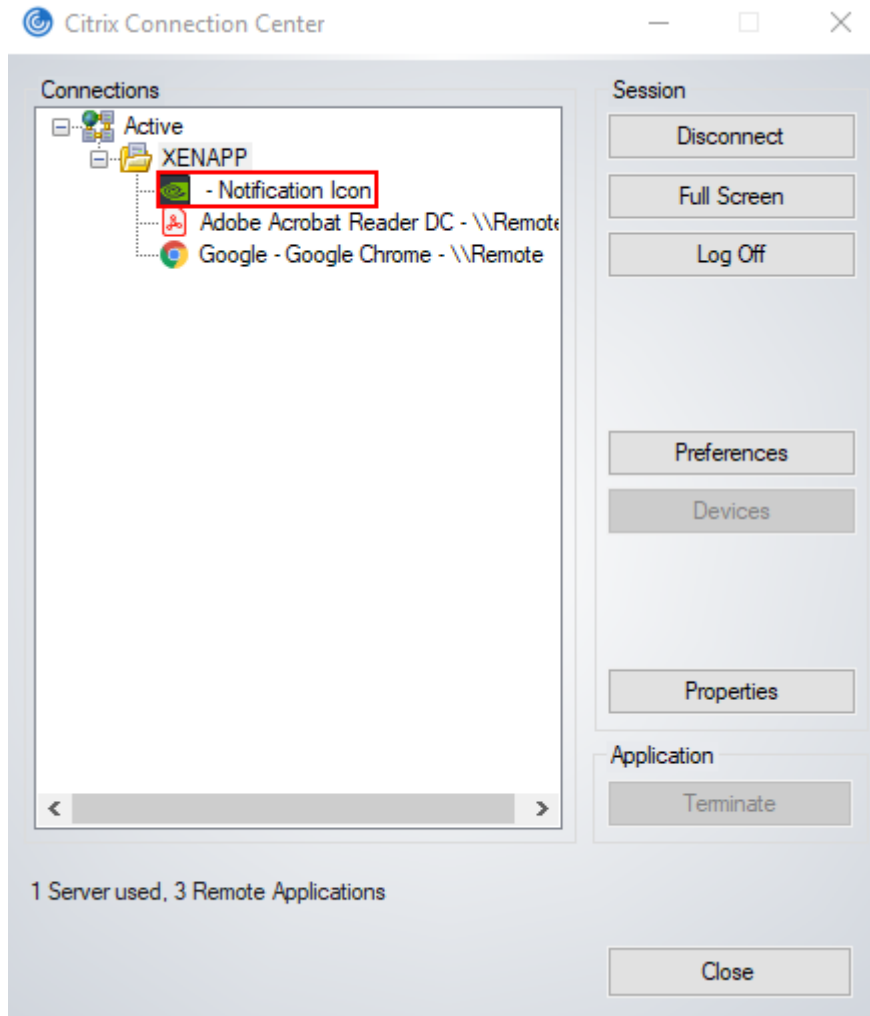 Citrix Connection Center
Connections
Active
XENAPP
- Notification Icon
Adobe Acrobat Reader DC - \\Remote
Google - Google Chrome - \\Remote
Session
Disconnect
Full Screen
Log Off
Preferences
Devices
Properties
Application
Terminate
1 Server used, 3 Remote Applications
Close